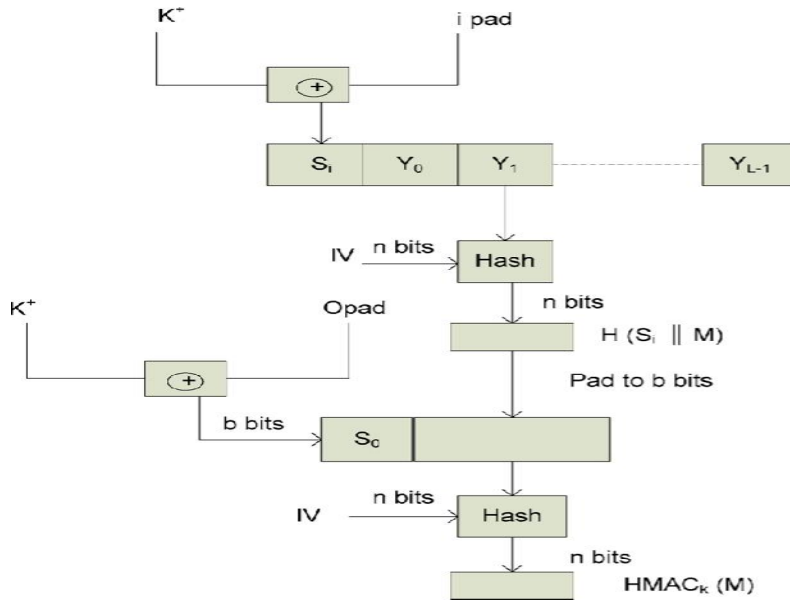 K⁺ i pad
+
Sᵢ Y₀ Y₁ Y_L-1
IV n bits Hash
n bits
K⁺ Opad
H (Sᵢ || M)
+
Pad to b bits
b bits S₀
IV n bits Hash
n bits
HMACₖ (M)